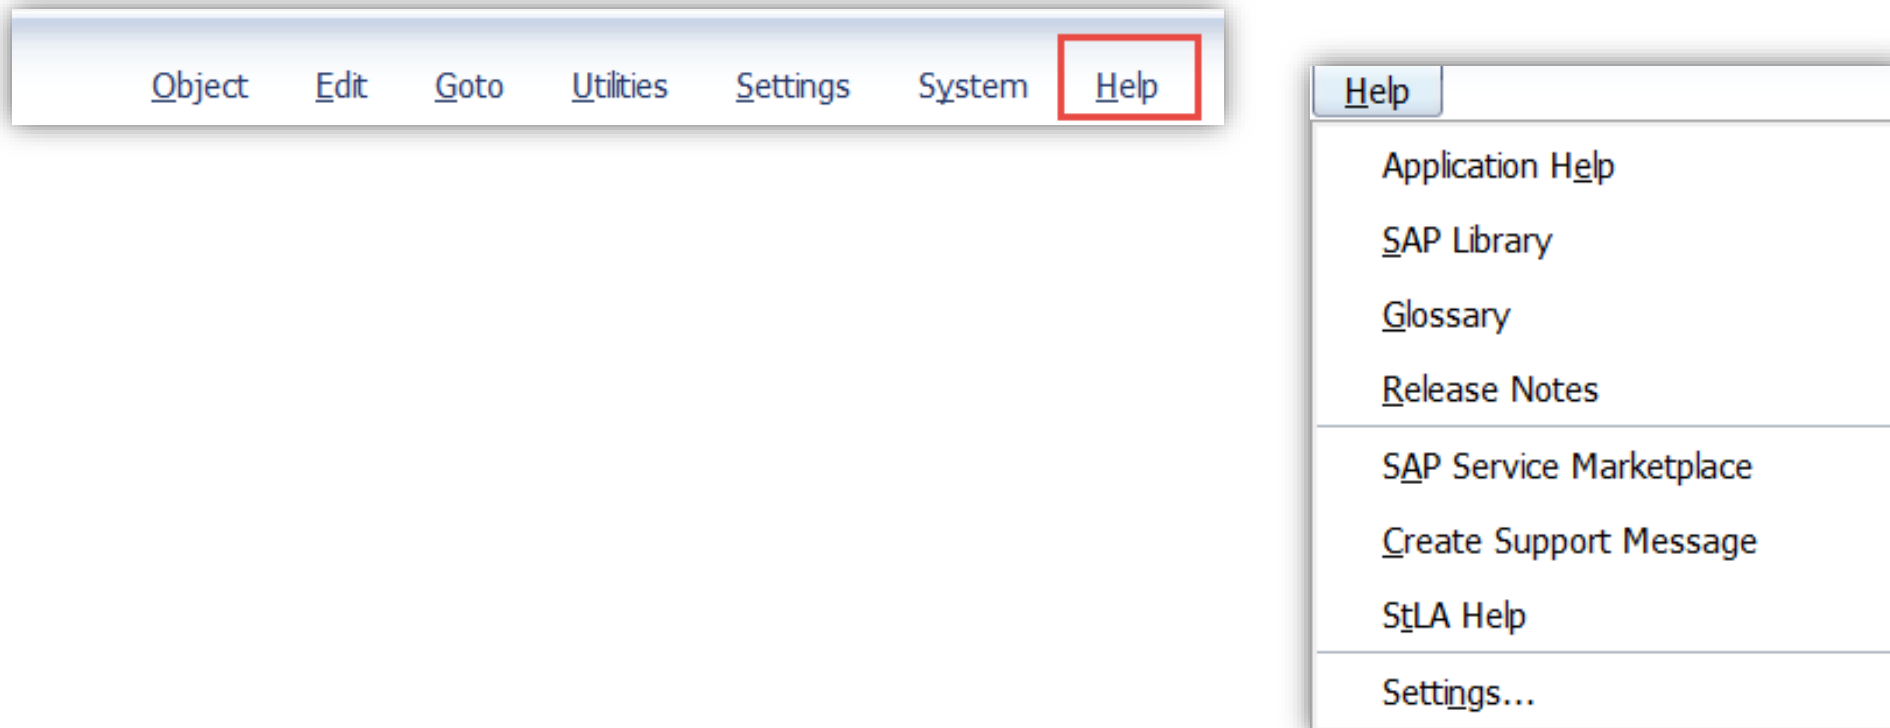 Object Edit Goto Utilities Settings System Help
Help
Application Help
SAP Library
Glossary
Release Notes
SAP Service Marketplace
Create Support Message
StLA Help
Settings...